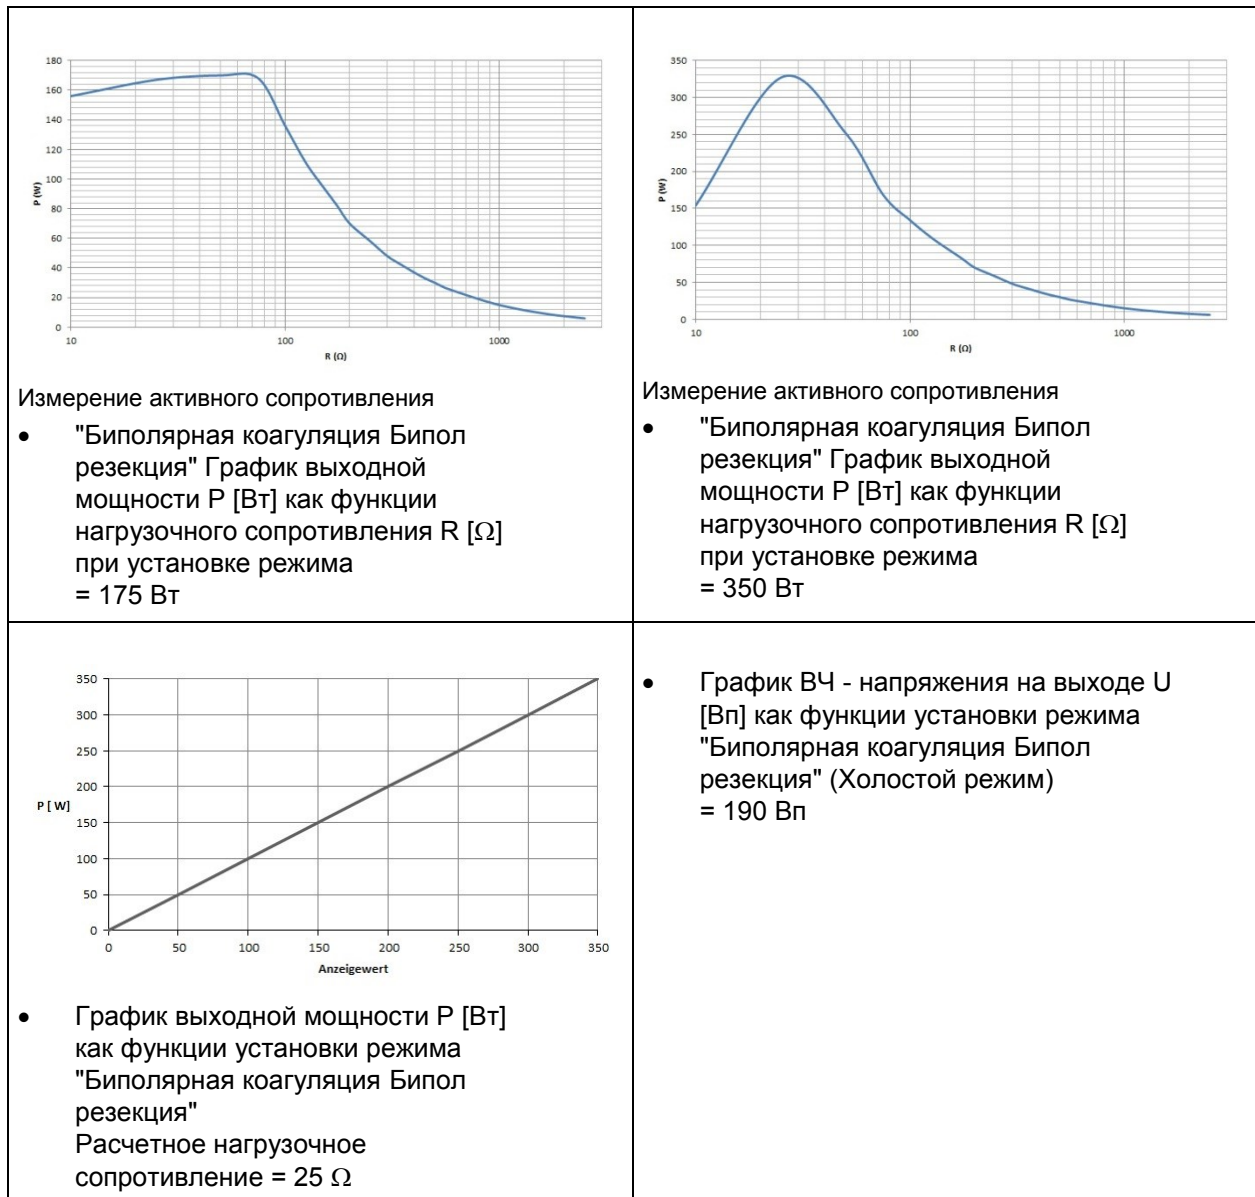 180
160
140
120
100
80
60
40
20
0
P (W)
10
100
1000
R (Ω)
Измерение активного сопротивления
• "Биполярная коагуляция Бипол
резекция" График выходной
мощности P [Вт] как функции
нагрузочного сопротивления R [Ω]
при установке режима
= 175 Вт
350
300
250
200
150
100
50
0
P (W)
10
100
1000
R (Ω)
Измерение активного сопротивления
• "Биполярная коагуляция Бипол
резекция" График выходной
мощности P [Вт] как функции
нагрузочного сопротивления R [Ω]
при установке режима
= 350 Вт
350
300
250
200
150
100
50
0
P [ W]
0
50
100
150
200
250
300
350
Anzeigewert
• График выходной мощности P [Вт]
как функции установки режима
"Биполярная коагуляция Бипол
резекция"
Расчетное нагрузочное
сопротивление = 25 Ω
• График ВЧ - напряжения на выходе U
[Вп] как функции установки режима
"Биполярная коагуляция Бипол
резекция" (Холостой режим)
= 190 Вп